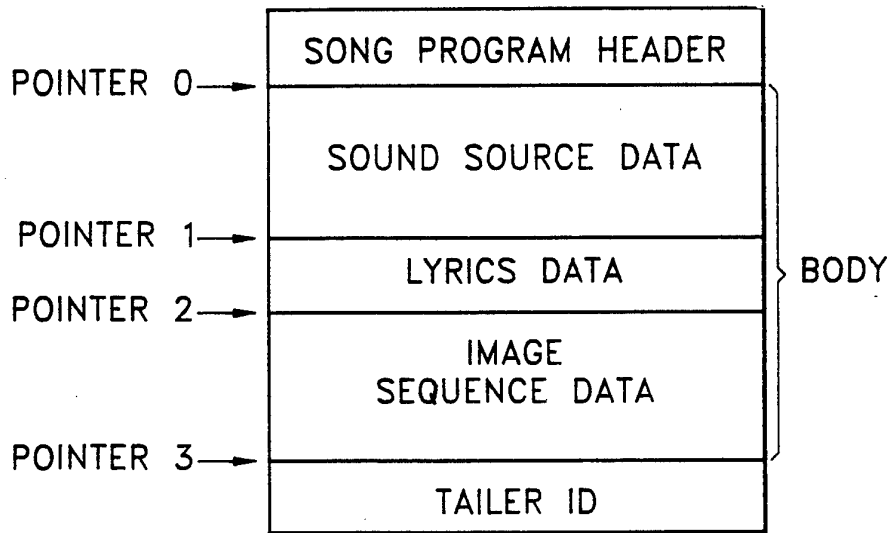 SONG PROGRAM HEADER
POINTER 0
SOUND SOURCE DATA
POINTER 1
LYRICS DATA
BODY
POINTER 2
IMAGE
SEQUENCE DATA
POINTER 3
TAILER ID